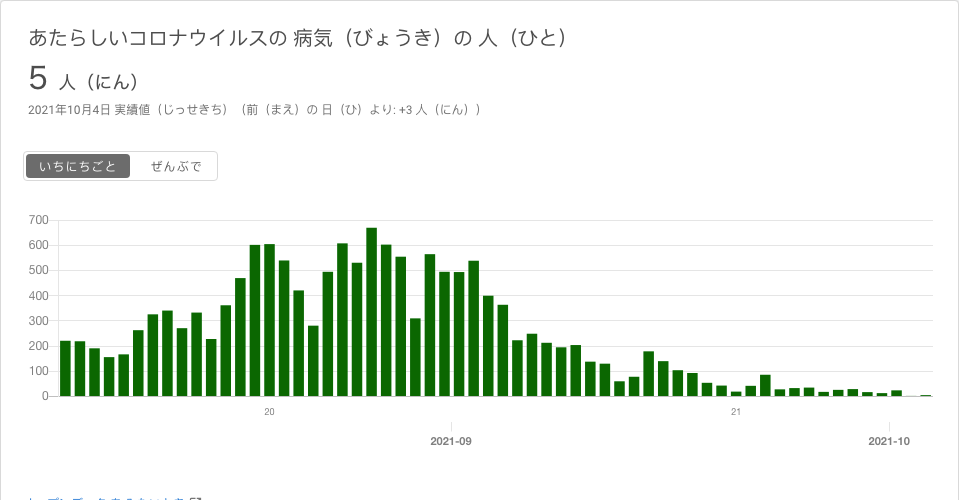 あたらしいコロナウイルスの 病気（びょうき）の 人（ひと）
5 人（にん）
2021年10月4日 実績値（じっせきち）（前（まえ）の 日（ひ）より: +3 人（にん））
いちにちごと ぜんぶで
700
600
500
400
300
200
100
0
20 21
2021-09 2021-10